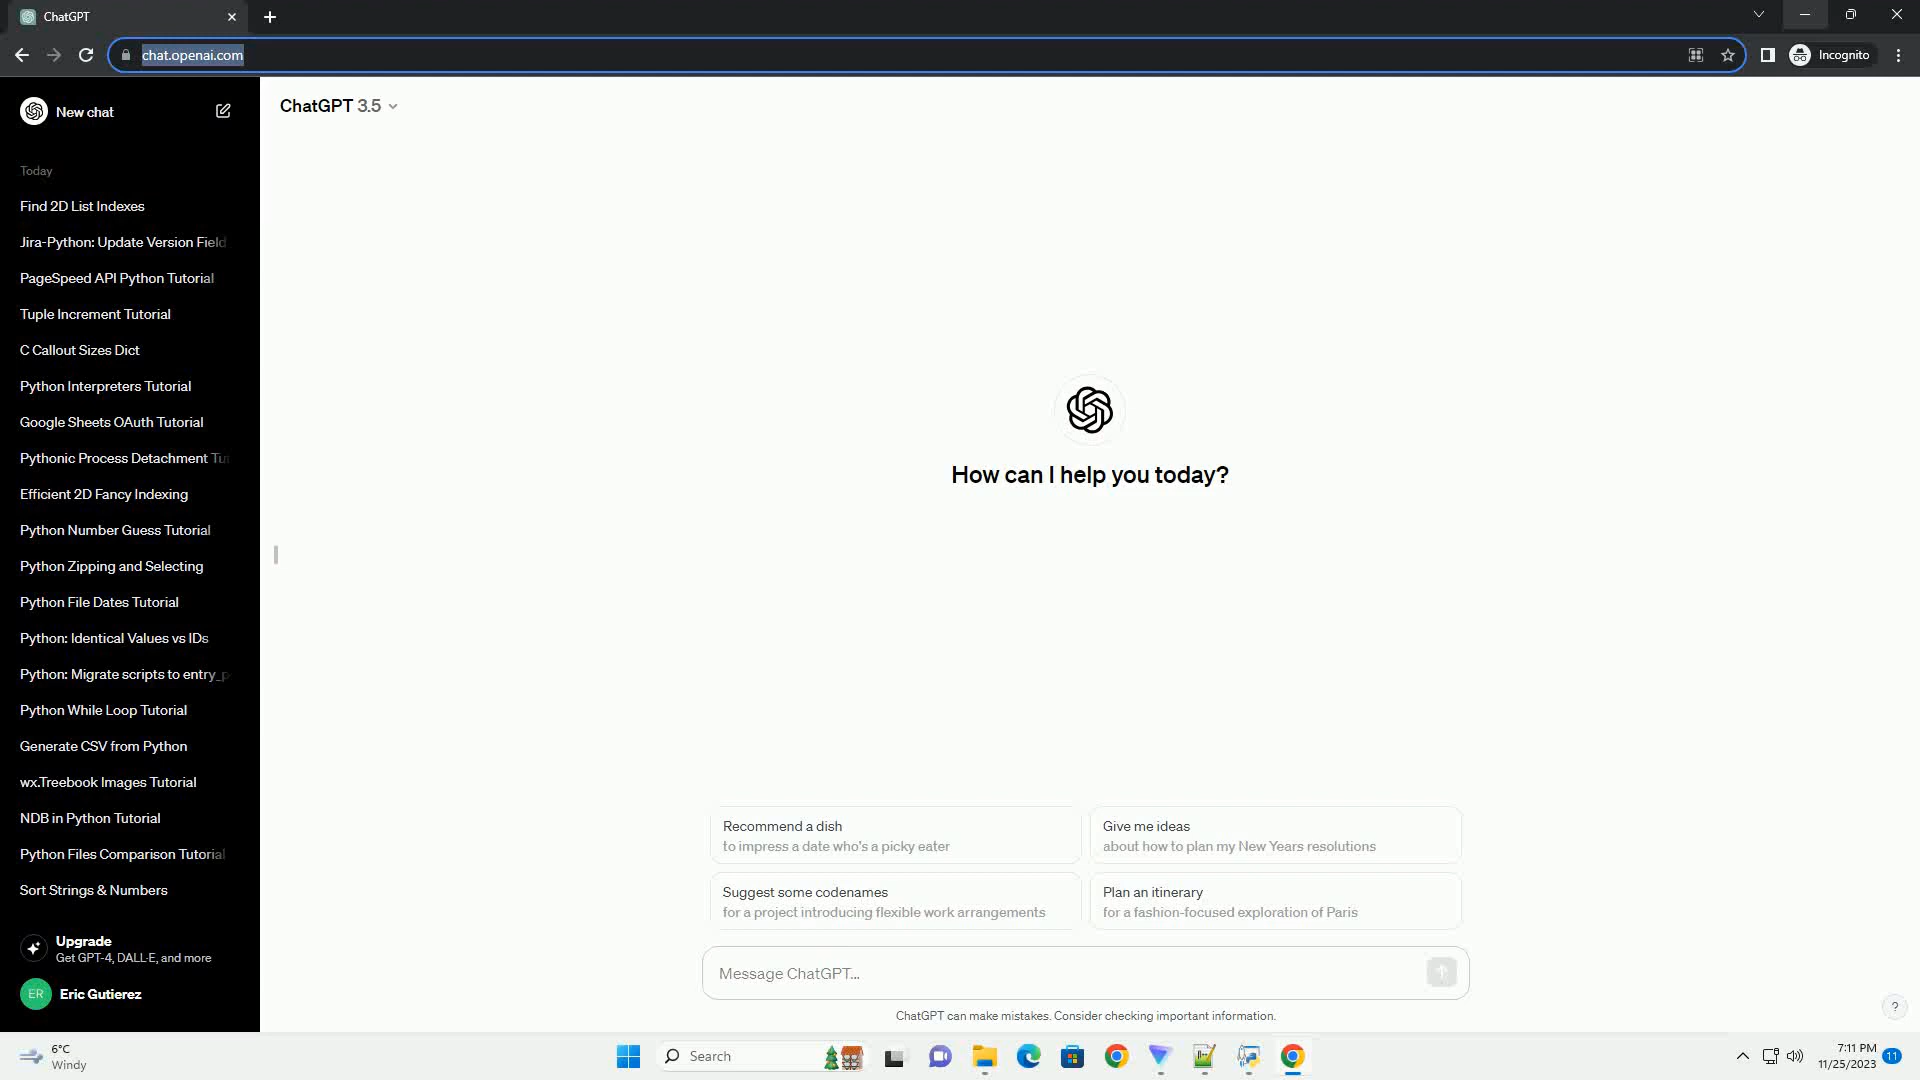 ChatGPT
chat.openai.com
Incognito
New chat
ChatGPT 3.5
Today
Find 2D List Indexes
Jira-Python: Update Version Field
PageSpeed API Python Tutorial
Tuple Increment Tutorial
C Callout Sizes Dict
Python Interpreters Tutorial
Google Sheets OAuth Tutorial
Pythonic Process Detachment Tu
Efficient 2D Fancy Indexing
Python Number Guess Tutorial
Python Zipping and Selecting
Python File Dates Tutorial
Python: Identical Values vs IDs
Python: Migrate scripts to entry_p
Python While Loop Tutorial
Generate CSV from Python
wx.Treebook Images Tutorial
NDB in Python Tutorial
Python Files Comparison Tutorial
Sort Strings & Numbers
Upgrade
Get GPT-4, DALL·E, and more
ER
Eric Gutierez
How can I help you today?
Recommend a dish
to impress a date who's a picky eater
Give me ideas
about how to plan my New Years resolutions
Suggest some codenames
for a project introducing flexible work arrangements
Plan an itinerary
for a fashion-focused exploration of Paris
Message ChatGPT…
ChatGPT can make mistakes. Consider checking important information.
?
6°C
Windy
Search
7:11 PM
11/25/2023
11